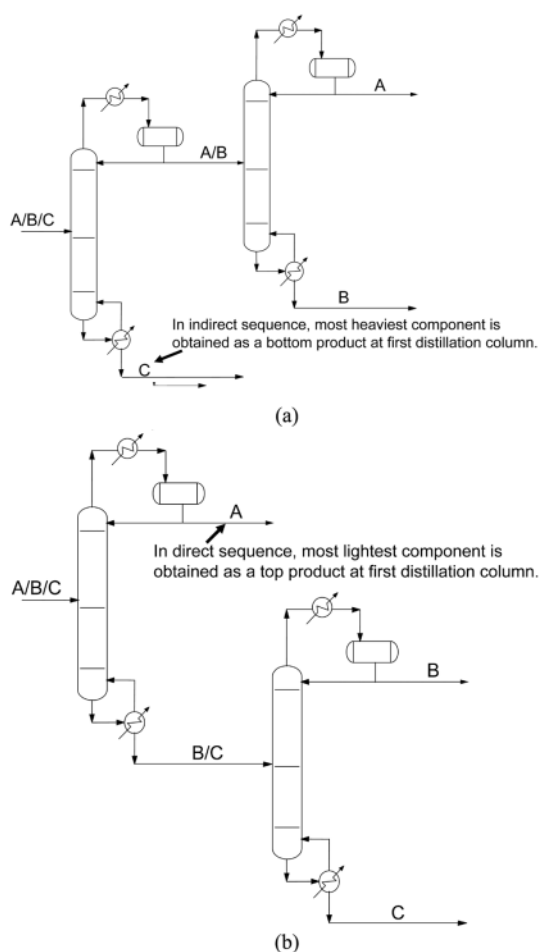 A
A/B
A/B/C
B
In indirect sequence, most heaviest component is
obtained as a bottom product at first distillation column.
C
(a)
A
In direct sequence, most lightest component is
obtained as a top product at first distillation column.
A/B/C
B
B/C
C
(b)